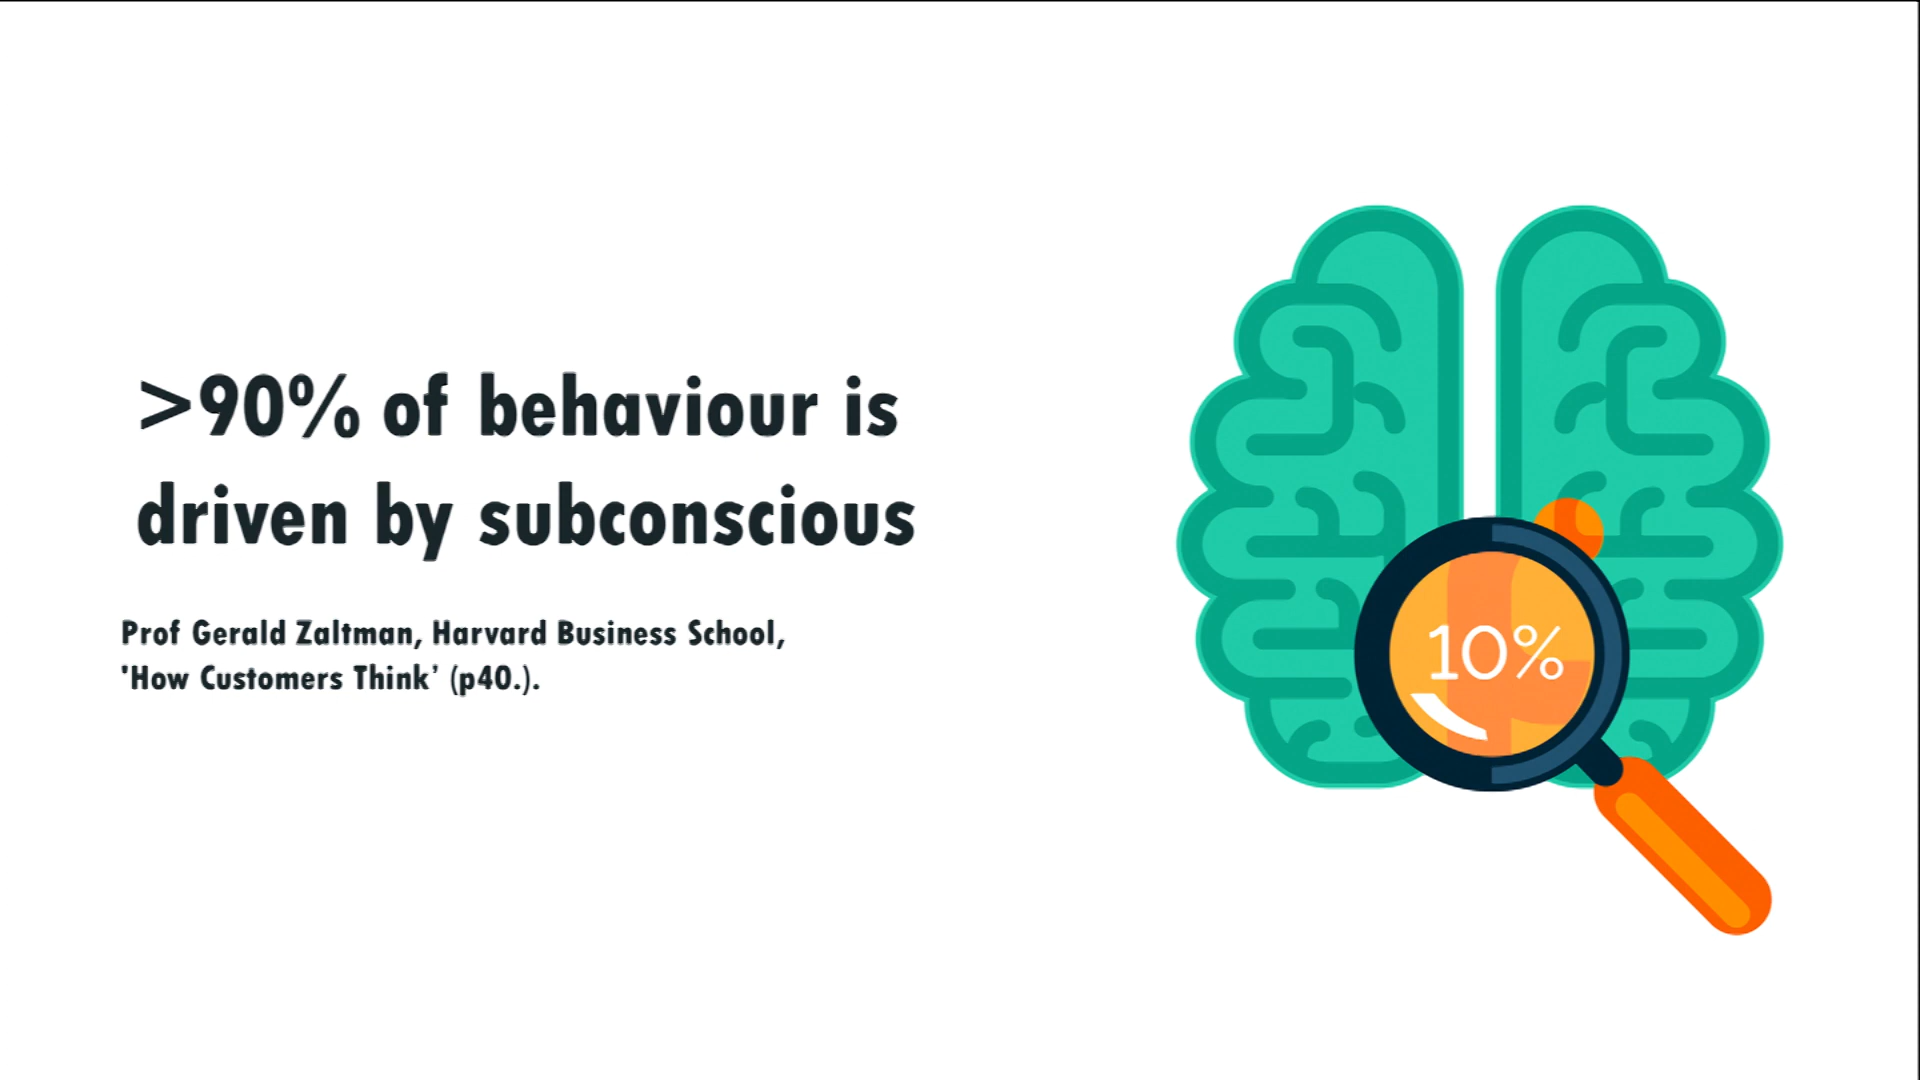 >90% of behaviour is
driven by subconscious
Prof Gerald Zaltman, Harvard Business School,
'How Customers Think’ (p40.).
10%